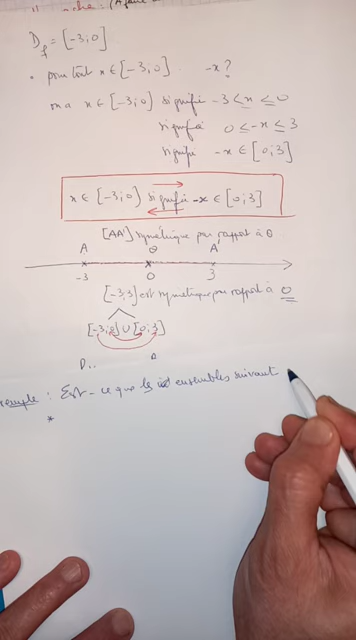 D_f = [-3;0]
• pour tout x ∈ [-3;0] -x ?
on a x ∈ [-3;0] signifie -3 ≤ x ≤ 0
signifie 0 ≤ -x ≤ 3
signifie -x ∈ [0;3]
x ∈ [-3;0] signifie -x ∈ [0;3]
[AA'] symétrique par rapport à O
A O A'
-3 0 3
[-3;3] est symétrique par rapport à 0
[-3;0] U [0;3]
D..
Exemple : Est-ce que les ensembles suivant
*